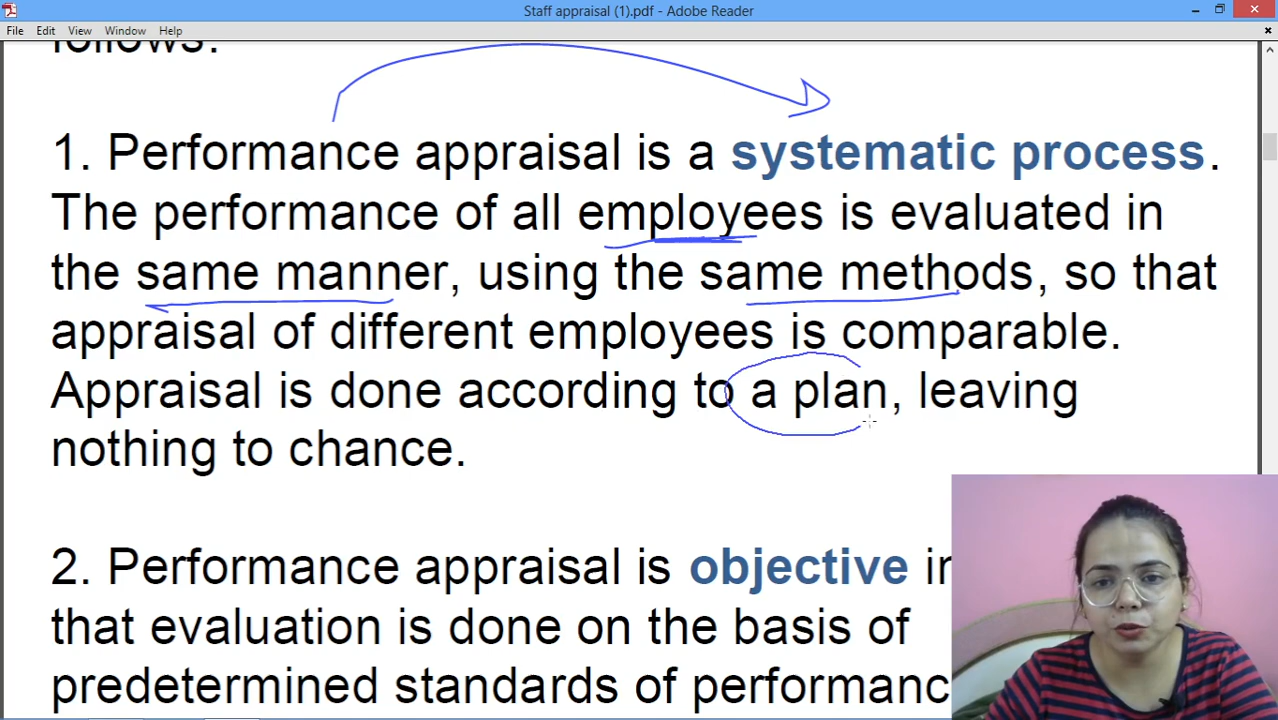 Staff appraisal (1).pdf - Adobe Reader
File Edit View Window Help
follows:
1. Performance appraisal is a systematic process.
The performance of all employees is evaluated in
the same manner, using the same methods, so that
appraisal of different employees is comparable.
Appraisal is done according to a plan, leaving
nothing to chance.
2. Performance appraisal is objective in
that evaluation is done on the basis of
predetermined standards of performanc